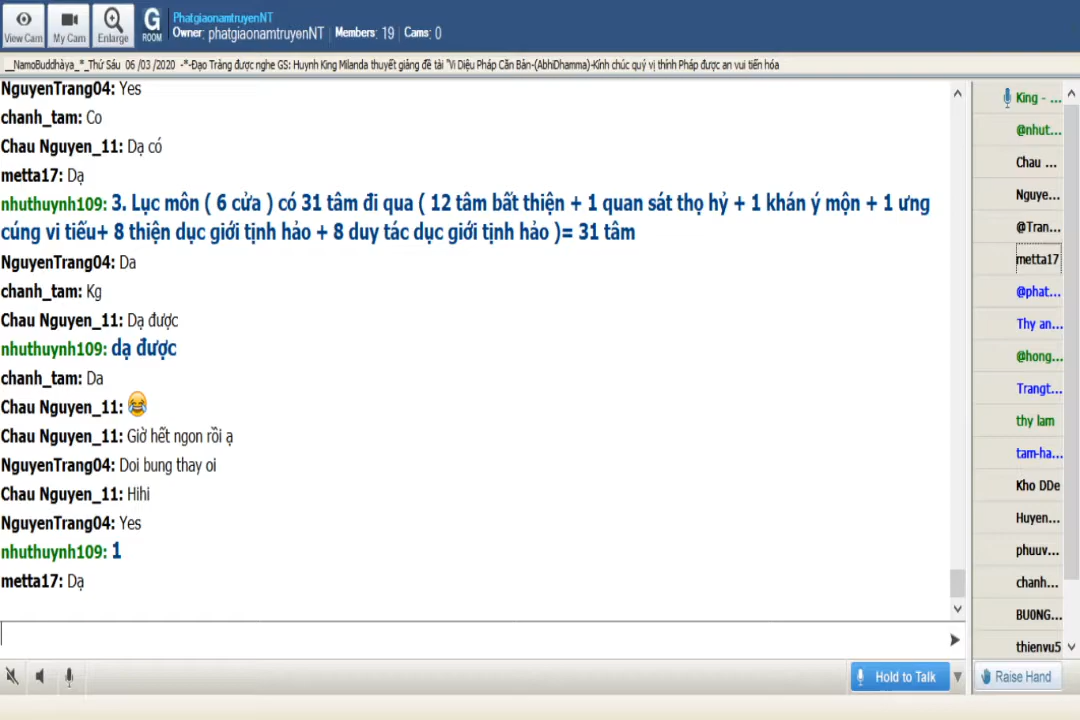 View Cam
My Cam
Enlarge
G
ROOM
PhatgiaonamtruyenNT
Owner: phatgiaonamtruyenNT Members: 19 Cams: 0
__NamoBuddhàya_*_Thứ Sáu 06 /03 /2020 -*-Đạo Tràng được nghe GS: Huynh King Milanda thuyết giảng đề tài "Vi Diệu Pháp Căn Bản-(AbhiDhamma)-Kính chúc quý vị thính Pháp được an vui tiến hóa
NguyenTrang04: Yes
chanh_tam: Co
Chau Nguyen_11: Dạ có
metta17: Dạ
nhuthuynh109: 3. Lục môn ( 6 cửa ) có 31 tâm đi qua ( 12 tâm bất thiện + 1 quan sát thọ hỷ + 1 khán ý mộn + 1 ưng
cúng vi tiếu+ 8 thiện dục giới tịnh hảo + 8 duy tác dục giới tịnh hảo )= 31 tâm
NguyenTrang04: Da
chanh_tam: Kg
Chau Nguyen_11: Dạ được
nhuthuynh109: dạ được
chanh_tam: Da
Chau Nguyen_11: 😂
Chau Nguyen_11: Giờ hết ngon rồi ạ
NguyenTrang04: Doi bung thay oi
Chau Nguyen_11: Hihi
NguyenTrang04: Yes
nhuthuynh109: 1
metta17: Dạ
King - ...
@nhut...
Chau ...
Nguye...
@Tran...
metta17
@phat...
Thy an...
@hong...
Trangt...
thy lam
tam-ha...
Kho DDe
Huyen...
phuuv...
chanh...
BU0NG...
thienvu5
Hold to Talk
Raise Hand